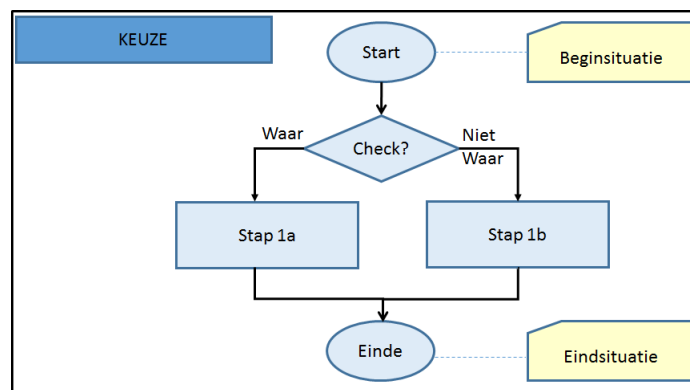 KEUZE
Start
Beginsituatie
Waar
Check?
Niet
Waar
Stap 1a
Stap 1b
Einde
Eindsituatie